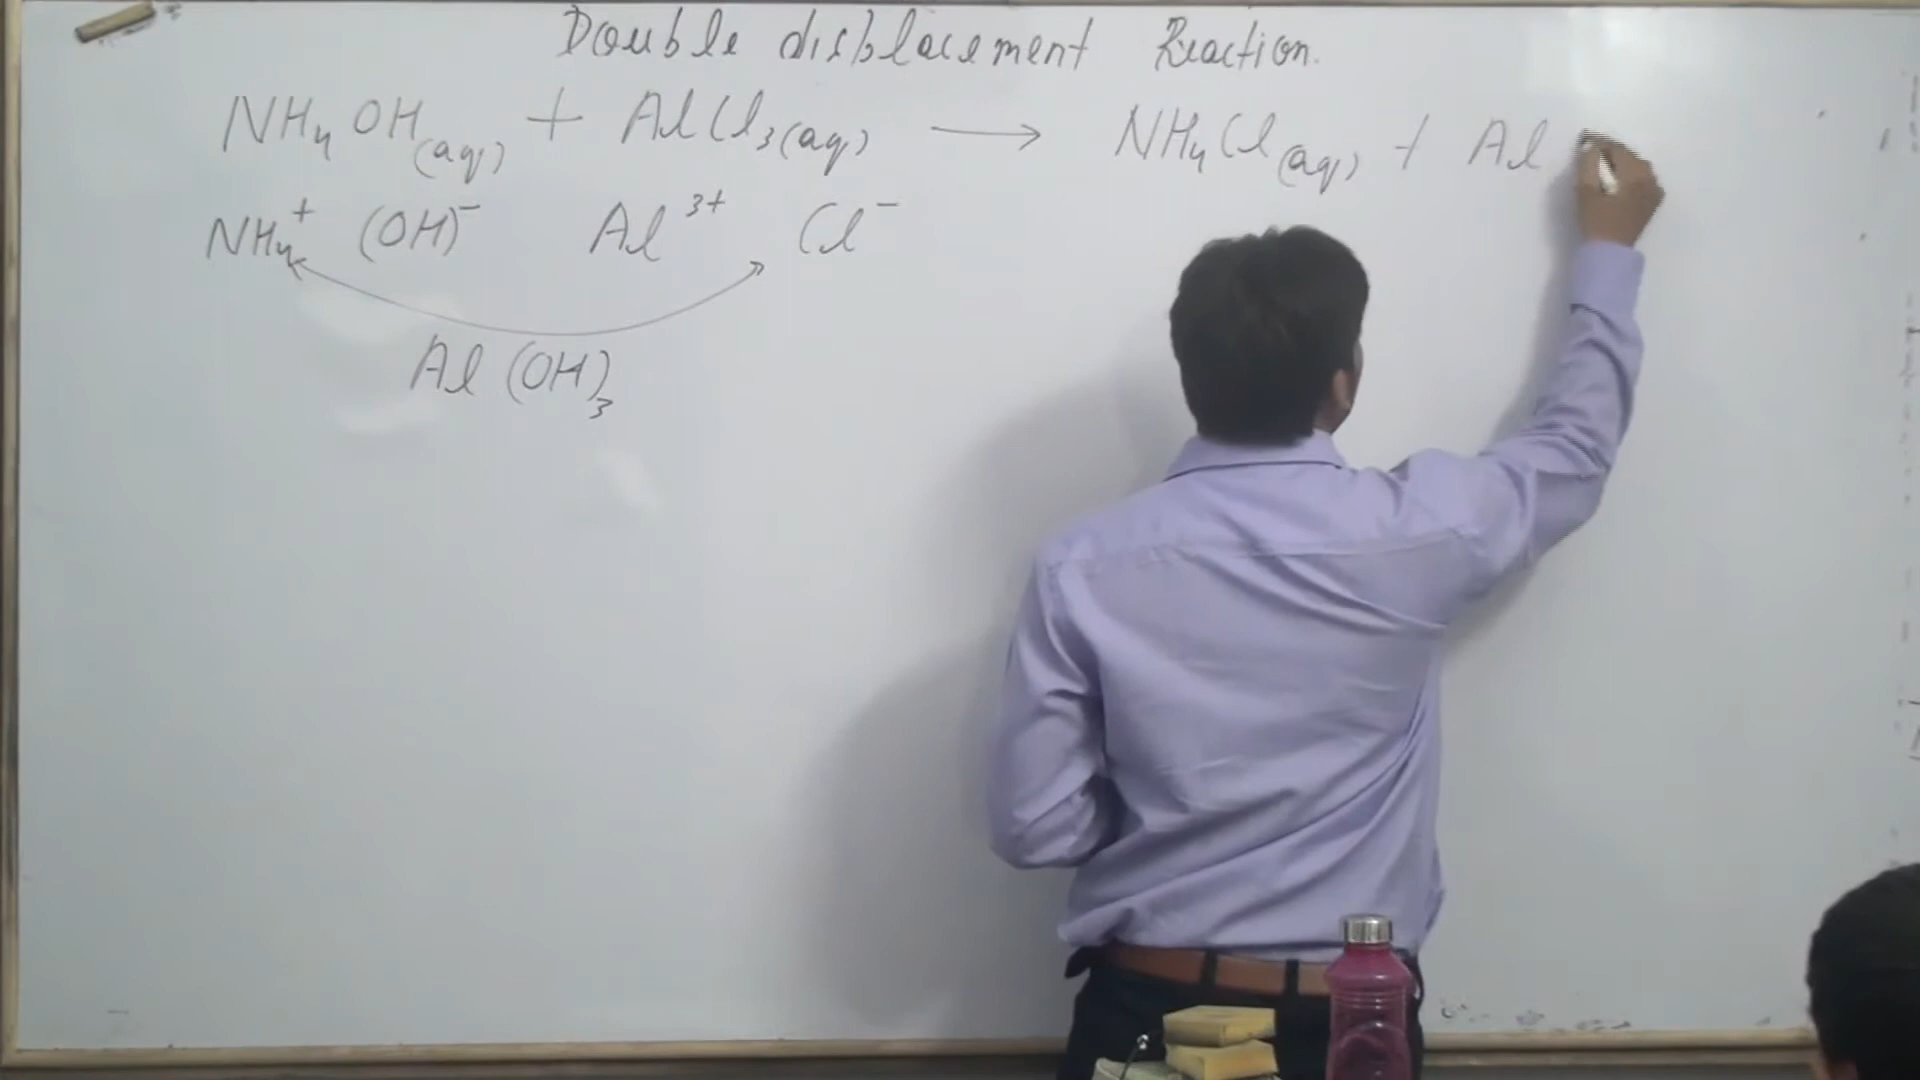 Double displacement Reaction.
NH₄OH(aq) + AlCl₃(aq) ⟶ NH₄Cl(aq) + Al
NH₄⁺ (OH)⁻ Al³⁺ Cl⁻
Al(OH)₃